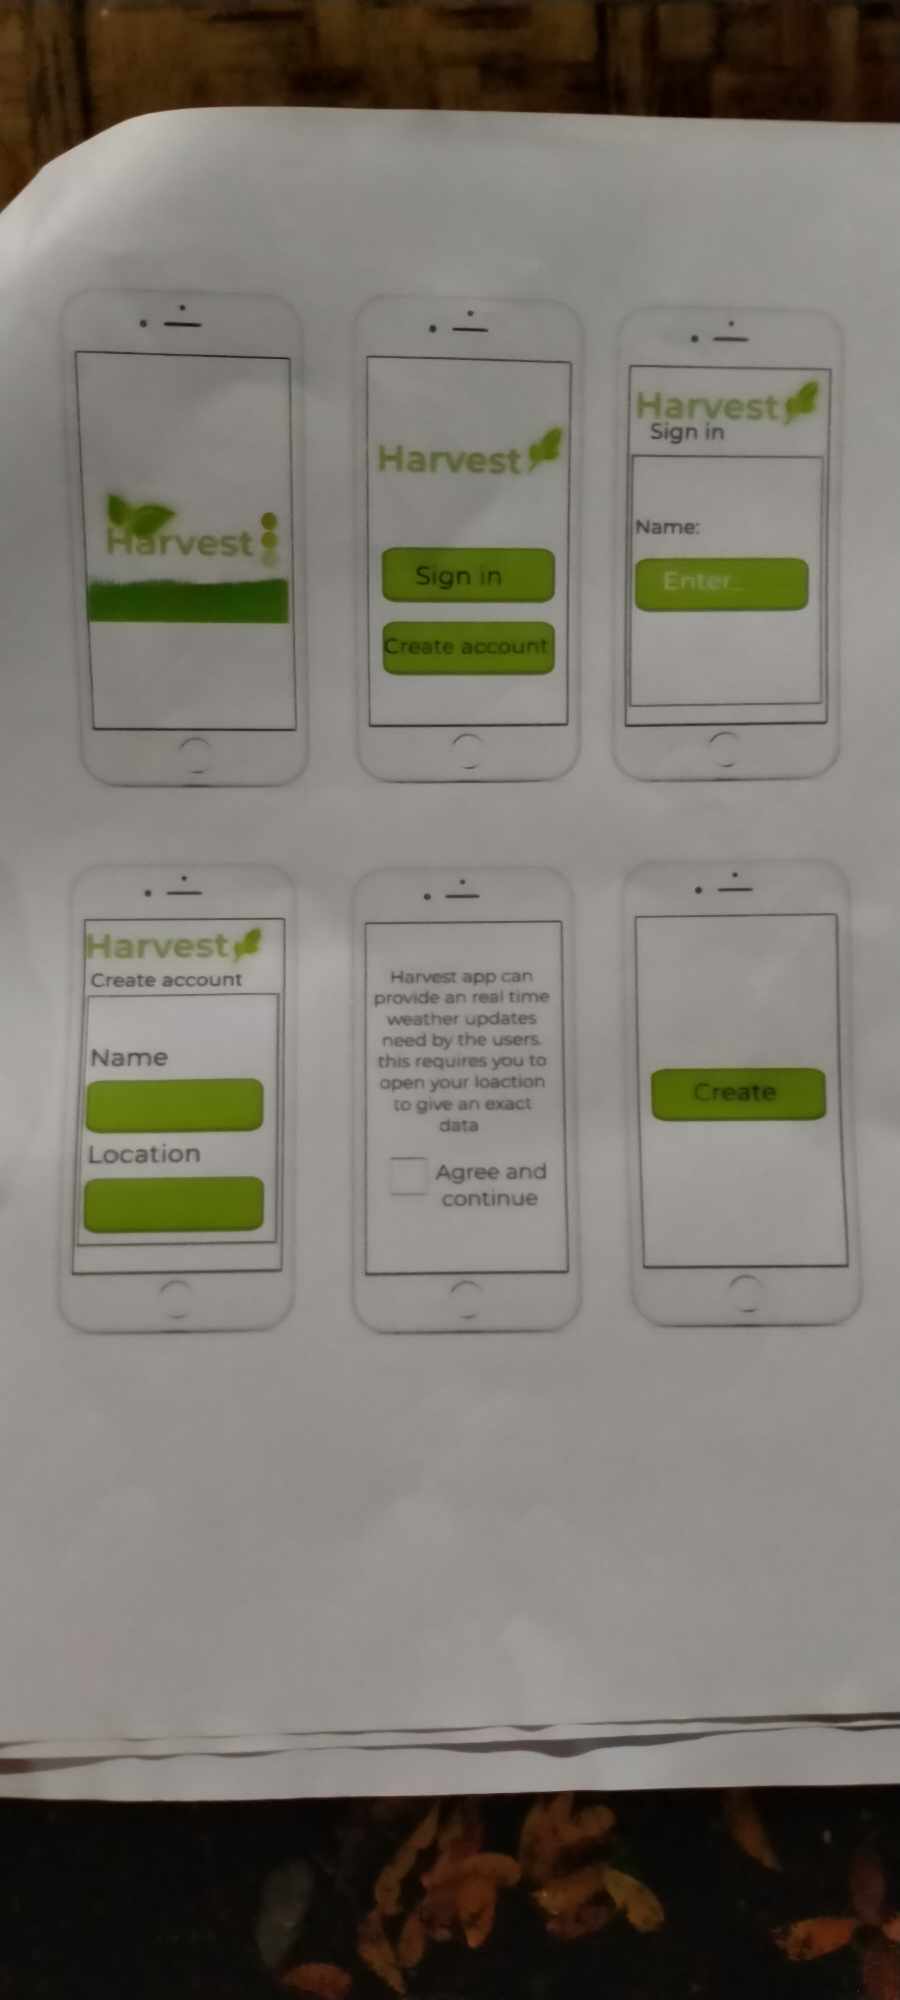 Harvest
Harvest
Sign in
Create account
Harvest
Sign in
Name:
Enter...
Harvest
Create account
Name
Location
Harvest app can
provide an real time
weather updates
need by the users.
this requires you to
open your loaction
to give an exact
data
Agree and
continue
Create